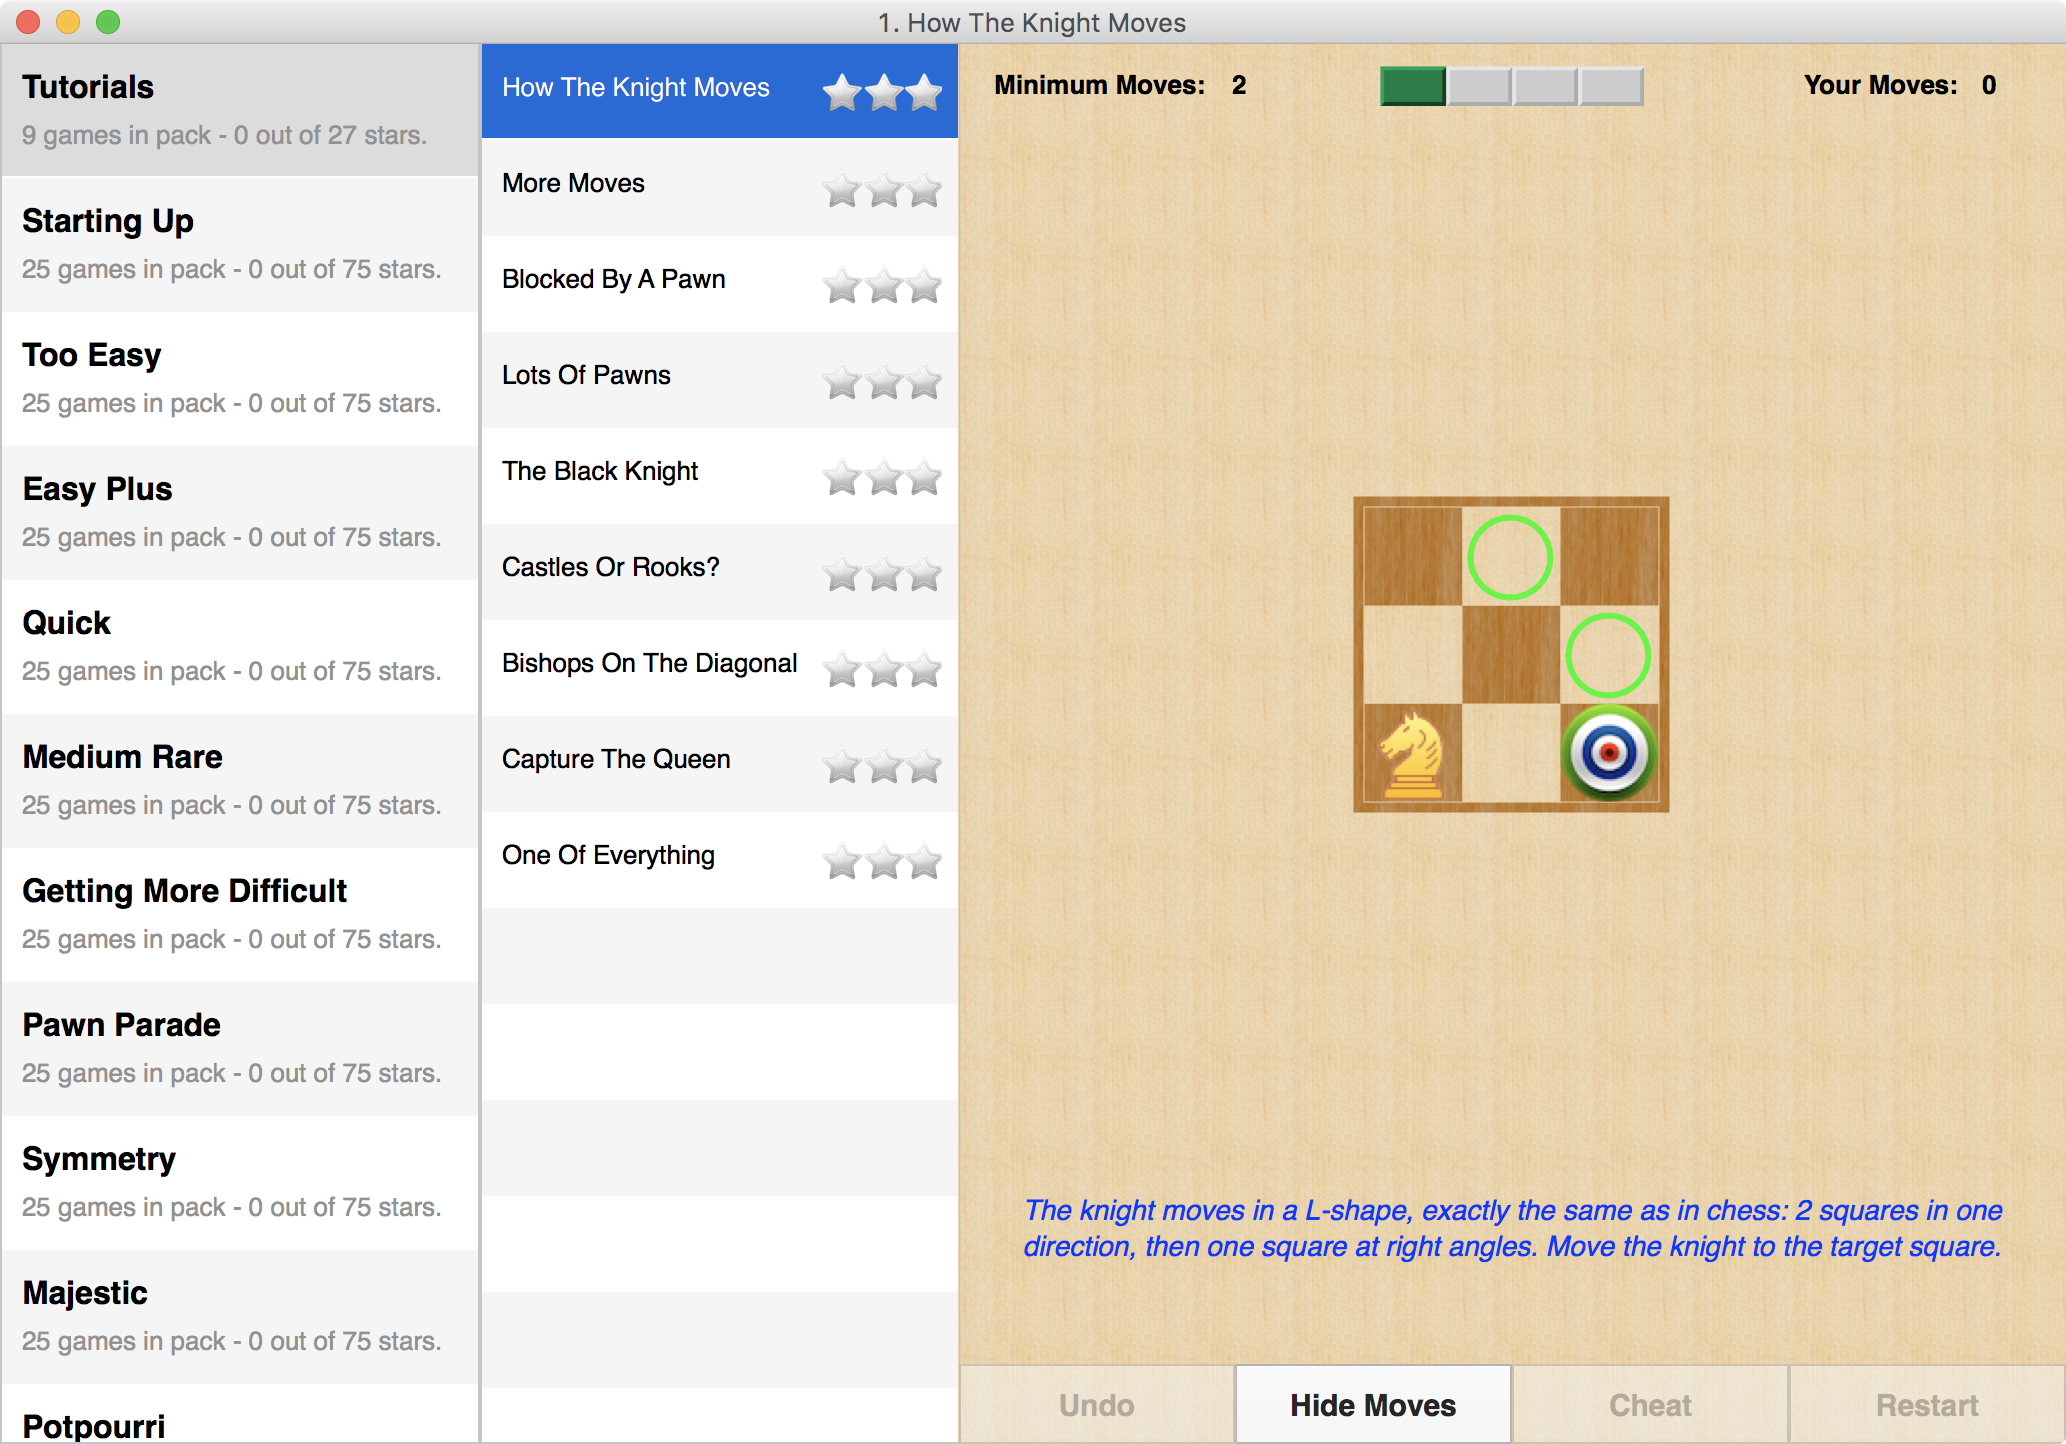 1. How The Knight Moves
Tutorials
9 games in pack - 0 out of 27 stars.
Starting Up
25 games in pack - 0 out of 75 stars.
Too Easy
25 games in pack - 0 out of 75 stars.
Easy Plus
25 games in pack - 0 out of 75 stars.
Quick
25 games in pack - 0 out of 75 stars.
Medium Rare
25 games in pack - 0 out of 75 stars.
Getting More Difficult
25 games in pack - 0 out of 75 stars.
Pawn Parade
25 games in pack - 0 out of 75 stars.
Symmetry
25 games in pack - 0 out of 75 stars.
Majestic
25 games in pack - 0 out of 75 stars.
Potpourri
How The Knight Moves
More Moves
Blocked By A Pawn
Lots Of Pawns
The Black Knight
Castles Or Rooks?
Bishops On The Diagonal
Capture The Queen
One Of Everything
Minimum Moves: 2
Your Moves: 0
The knight moves in a L-shape, exactly the same as in chess: 2 squares in one
direction, then one square at right angles. Move the knight to the target square.
Undo
Hide Moves
Cheat
Restart